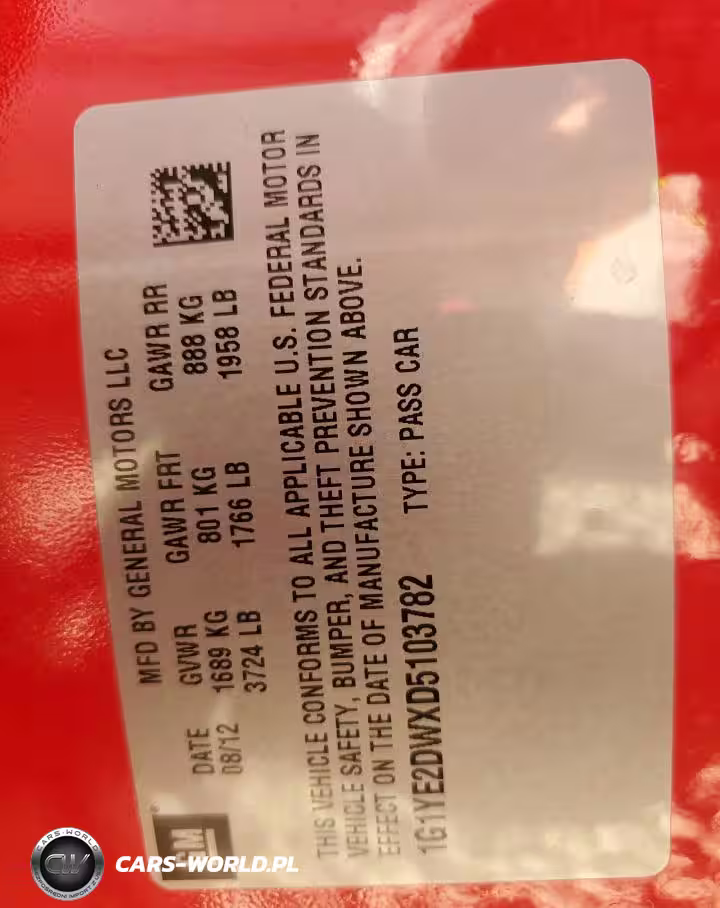 MFD BY GENERAL MOTORS LLC
DATE GVWR GAWR FRT GAWR RR
08/12 1689 KG 801 KG 888 KG
3724 LB 1766 LB 1958 LB
THIS VEHICLE CONFORMS TO ALL APPLICABLE U.S. FEDERAL MOTOR
VEHICLE SAFETY, BUMPER, AND THEFT PREVENTION STANDARDS IN
EFFECT ON THE DATE OF MANUFACTURE SHOWN ABOVE.
1G1YE2DWXD5103782 TYPE: PASS CAR
GM
CARS-WORLD
CW
CARS-WORLD.PL